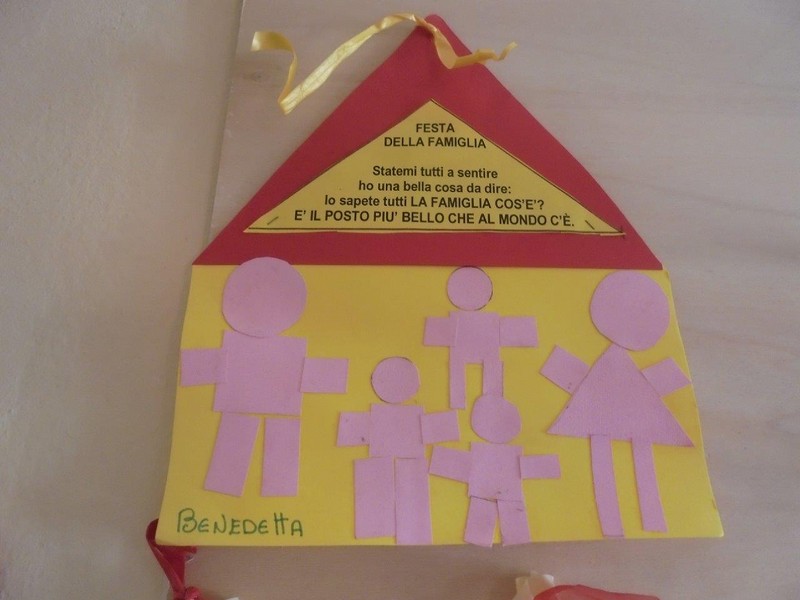 FESTA
DELLA FAMIGLIA
Statemi tutti a sentire
ho una bella cosa da dire:
lo sapete tutti LA FAMIGLIA COS'E'?
E' IL POSTO PIU' BELLO CHE AL MONDO C'È.
BENEDETTA